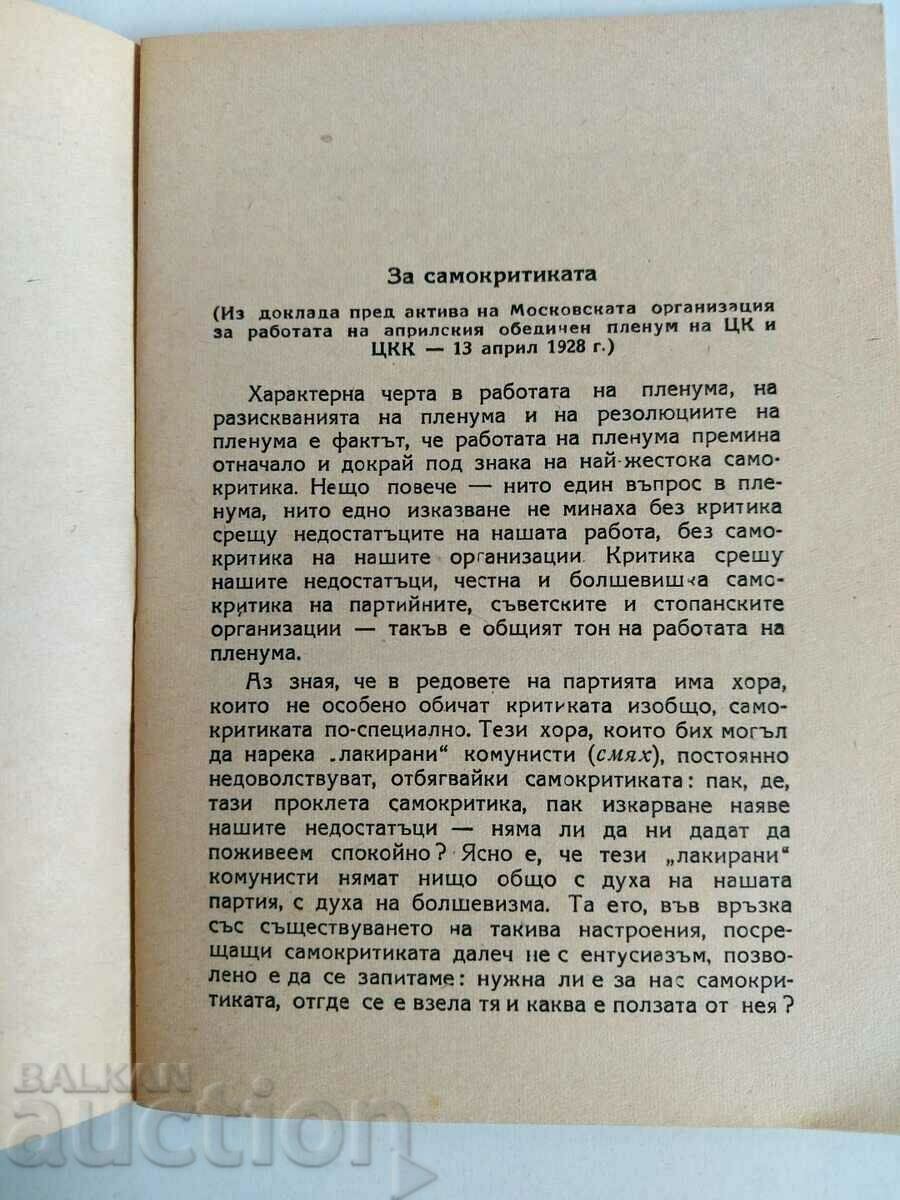 За самокритиката
(Из доклада пред актива на Московската организация
за работата на априлския обедичен пленум на ЦК и
ЦКК — 13 април 1928 г.)
Характерна черта в работата на пленума, на
разискванията на пленума и на резолюциите на
пленума е фактът, че работата на пленума премина
отначало и докрай под знака на най-жестока само-
критика. Нещо повече — нито един въпрос в пле-
нума, нито едно изказване не минаха без критика
срещу недостатъците на нашата работа, без само-
критика на нашите организации. Критика срешу
нашите недостатъци, честна и болшевишка само-
критика на партийните, съветските и стопанските
организации — такъв е общият тон на работата на
пленума.
Аз зная, че в редовете на партията има хора,
които не особено обичат критиката изобщо, само-
критиката по-специално. Тези хора, които бих могъл
да нарека „лакирани“ комунисти (смях), постоянно
недоволствуват, отбягвайки самокритиката: пак, де,
тази проклета самокритика, пак изкарване наяве
нашите недостатъци — няма ли да ни дадат да
поживеем спокойно? Ясно е, че тези „лакирани“
комунисти нямат нищо общо с духа на нашата
партия, с духа на болшевизма. Та ето, във връзка
със съществуването на такива настроения, посре-
щащи самокритиката далеч не с ентусиазъм, позво-
лено е да се запитаме: нужна ли е за нас самокри-
тиката, отгде се е взела тя и каква е ползата от нея?
BALKAN
auction